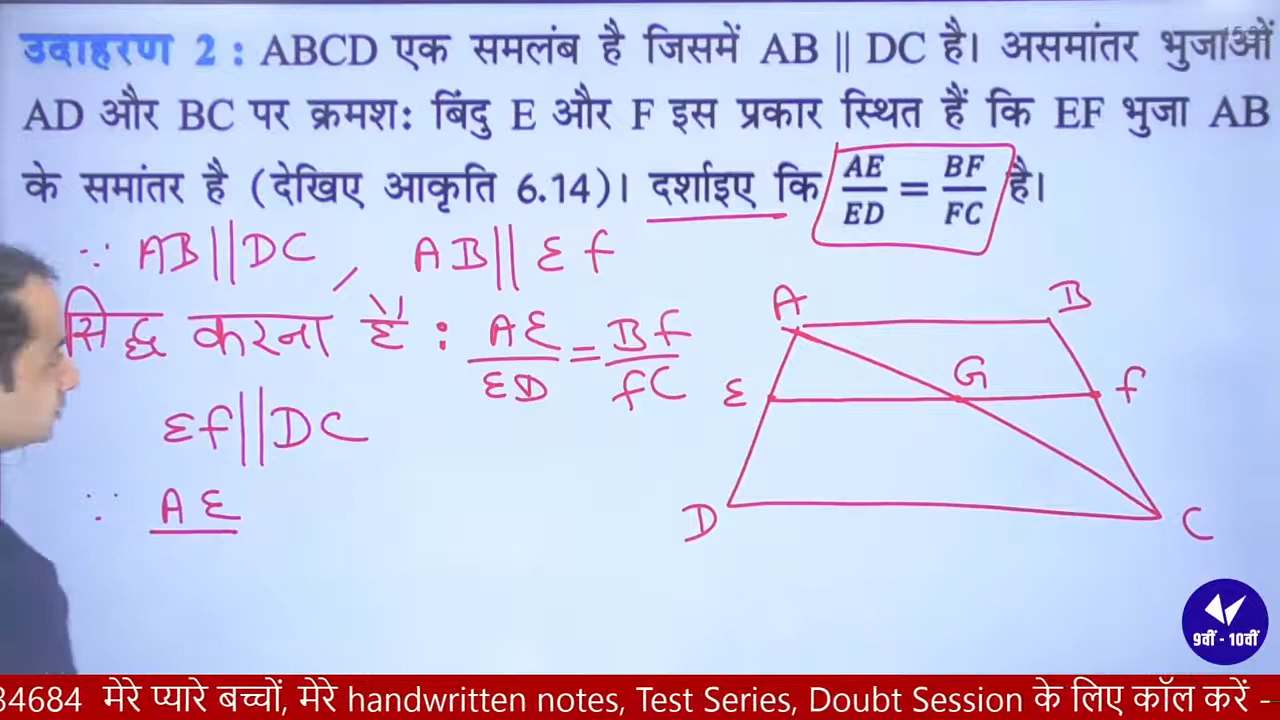 उदाहरण 2 : ABCD एक समलंब है जिसमें AB || DC है। असमांतर भुजाओं
AD और BC पर क्रमश: बिंदु E और F इस प्रकार स्थित हैं कि EF भुजा AB
के समांतर है (देखिए आकृति 6.14)। दर्शाइए कि AE/ED = BF/FC है।
∵ AB||DC, AB||EF
सिद्ध करना है : AE/ED = BF/FC
EF||DC
∵ AE
A B
E G F
D C
9वीं - 10वीं
34684 मेरे प्यारे बच्चों, मेरे handwritten notes, Test Series, Doubt Session के लिए कॉल करें -